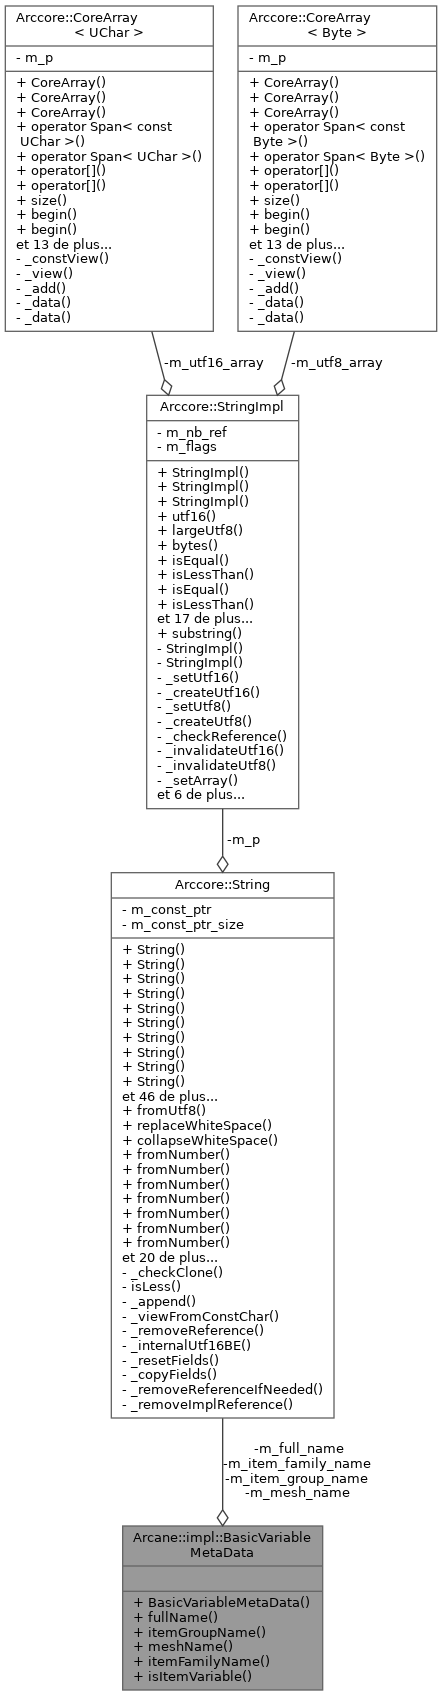 Arccore::CoreArray
< UChar >
- m_p
+ CoreArray()
+ CoreArray()
+ CoreArray()
+ operator Span< const
UChar >()
+ operator Span< UChar >()
+ operator[]()
+ operator[]()
+ size()
+ begin()
+ begin()
et 13 de plus...
- _constView()
- _view()
- _add()
- _data()
- _data()
Arccore::CoreArray
< Byte >
- m_p
+ CoreArray()
+ CoreArray()
+ CoreArray()
+ operator Span< const
Byte >()
+ operator Span< Byte >()
+ operator[]()
+ operator[]()
+ size()
+ begin()
+ begin()
et 13 de plus...
- _constView()
- _view()
- _add()
- _data()
- _data()
-m_utf16_array
-m_utf8_array
Arccore::StringImpl
- m_nb_ref
- m_flags
+ StringImpl()
+ StringImpl()
+ StringImpl()
+ utf16()
+ largeUtf8()
+ bytes()
+ isEqual()
+ isLessThan()
+ isEqual()
+ isLessThan()
et 17 de plus...
+ substring()
- StringImpl()
- StringImpl()
- _setUtf16()
- _createUtf16()
- _setUtf8()
- _createUtf8()
- _checkReference()
- _invalidateUtf16()
- _invalidateUtf8()
- _setArray()
et 6 de plus...
-m_p
Arccore::String
- m_const_ptr
- m_const_ptr_size
+ String()
+ String()
+ String()
+ String()
+ String()
+ String()
+ String()
+ String()
+ String()
+ String()
et 46 de plus...
+ fromUtf8()
+ replaceWhiteSpace()
+ collapseWhiteSpace()
+ fromNumber()
+ fromNumber()
+ fromNumber()
+ fromNumber()
+ fromNumber()
+ fromNumber()
+ fromNumber()
et 20 de plus...
- _checkClone()
- isLess()
- _append()
- _viewFromConstChar()
- _removeReference()
- _internalUtf16BE()
- _resetFields()
- _copyFields()
- _removeReferenceIfNeeded()
- _removeImplReference()
-m_full_name
-m_item_family_name
-m_item_group_name
-m_mesh_name
Arcane::impl::BasicVariable
MetaData
+ BasicVariableMetaData()
+ fullName()
+ itemGroupName()
+ meshName()
+ itemFamilyName()
+ isItemVariable()